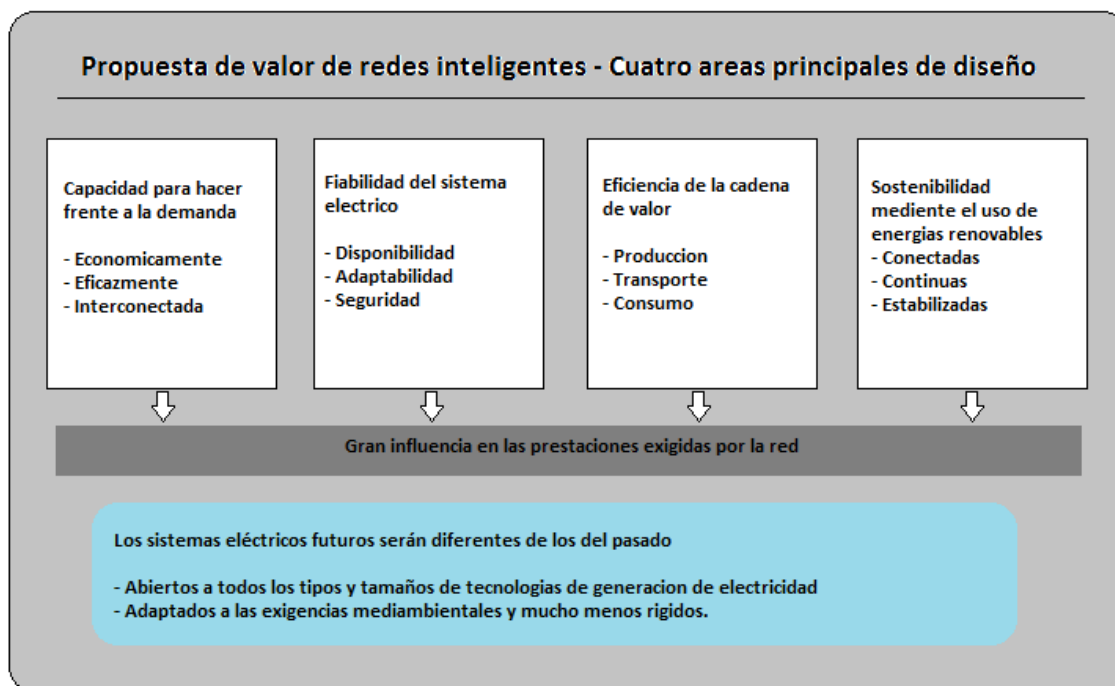 Propuesta de valor de redes inteligentes - Cuatro areas principales de diseño
Capacidad para hacer
frente a la demanda
- Economicamente
- Eficazmente
- Interconectada
Fiabilidad del sistema
electrico
- Disponibilidad
- Adaptabilidad
- Seguridad
Eficiencia de la cadena
de valor
- Produccion
- Transporte
- Consumo
Sostenibilidad
mediente el uso de
energias renovables
- Conectadas
- Continuas
- Estabilizadas
Gran influencia en las prestaciones exigidas por la red
Los sistemas eléctricos futuros serán diferentes de los del pasado
- Abiertos a todos los tipos y tamaños de tecnologias de generacion de electricidad
- Adaptados a las exigencias mediambientales y mucho menos rigidos.